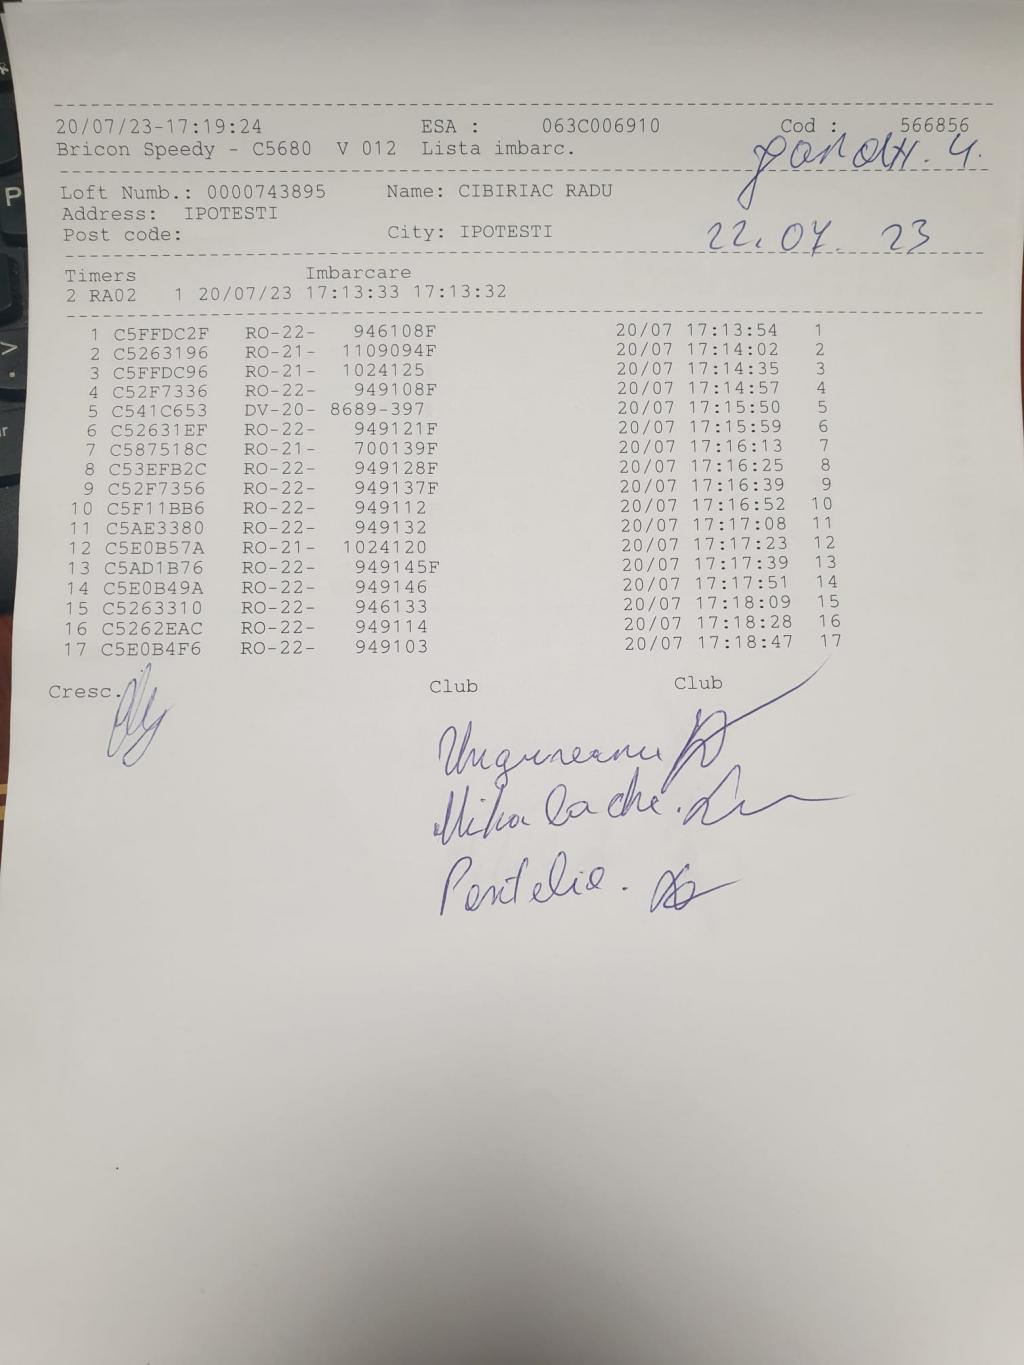 20/07/23-17:19:24 ESA : 063C006910 Cod : 566856
Bricon Speedy - C5680 V 012 Lista imbarc.
Loft Numb.: 0000743895 Name: CIBIRIAC RADU
Address: IPOTESTI
Post code: City: IPOTESTI
22.07. 23
Timers Imbarcare
2 RA02 1 20/07/23 17:13:33 17:13:32
1 C5FFDC2F RO-22- 946108F 20/07 17:13:54 1
2 C5263196 RO-21- 1109094F 20/07 17:14:02 2
3 C5FFDC96 RO-21- 1024125 20/07 17:14:35 3
4 C52F7336 RO-22- 949108F 20/07 17:14:57 4
5 C541C653 DV-20- 8689-397 20/07 17:15:50 5
6 C52631EF RO-22- 949121F 20/07 17:15:59 6
7 C587518C RO-21- 700139F 20/07 17:16:13 7
8 C53EFB2C RO-22- 949128F 20/07 17:16:25 8
9 C52F7356 RO-22- 949137F 20/07 17:16:39 9
10 C5F11BB6 RO-22- 949112 20/07 17:16:52 10
11 C5AE3380 RO-22- 949132 20/07 17:17:08 11
12 C5E0B57A RO-21- 1024120 20/07 17:17:23 12
13 C5AD1B76 RO-22- 949145F 20/07 17:17:39 13
14 C5E0B49A RO-22- 949146 20/07 17:17:51 14
15 C5263310 RO-22- 946133 20/07 17:18:09 15
16 C5262EAC RO-22- 949114 20/07 17:18:28 16
17 C5E0B4F6 RO-22- 949103 20/07 17:18:47 17
Cresc. Club Club
Ungureanu
Mihalache.
Pantelie.